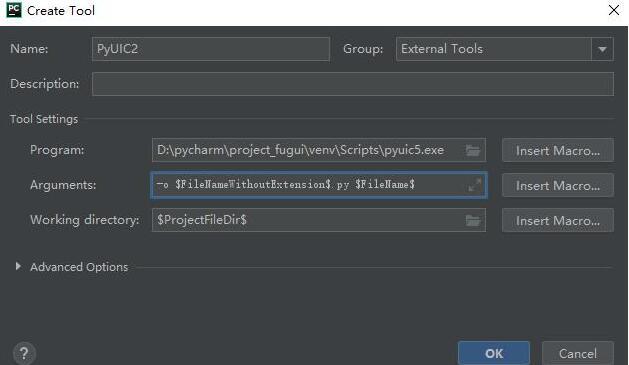 PC Create Tool
Name: PyUIC2 Group: External Tools
Description:
Tool Settings
Program: D:\pycharm\project_fugui\venv\Scripts\pyuic5.exe Insert Macro...
Arguments: -o $FileNameWithoutExtension$.py $FileName$ Insert Macro...
Working directory: $ProjectFileDir$ Insert Macro...
Advanced Options
? OK Cancel